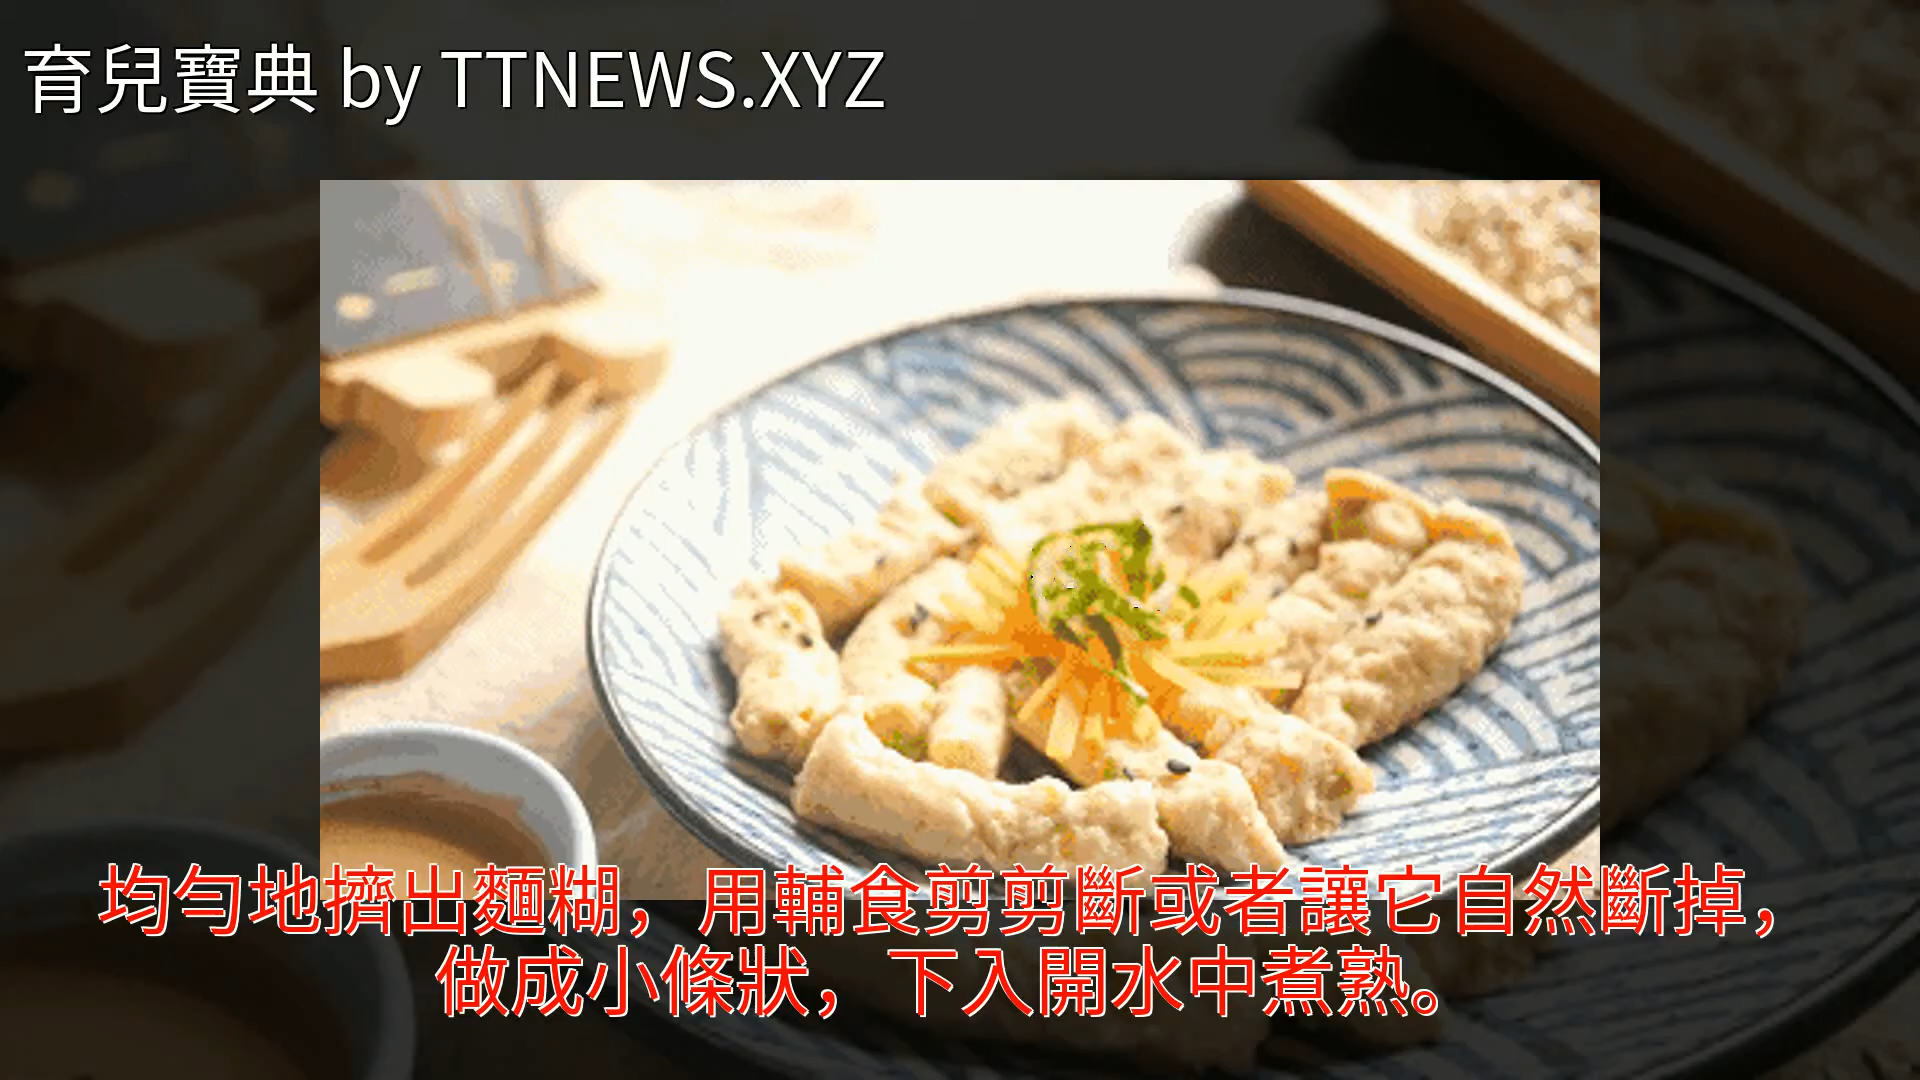 育兒寶典 by TTNEWS.XYZ
均勻地擠出麵糊，用輔食剪剪斷或者讓它自然斷掉，
做成小條狀，下入開水中煮熟。